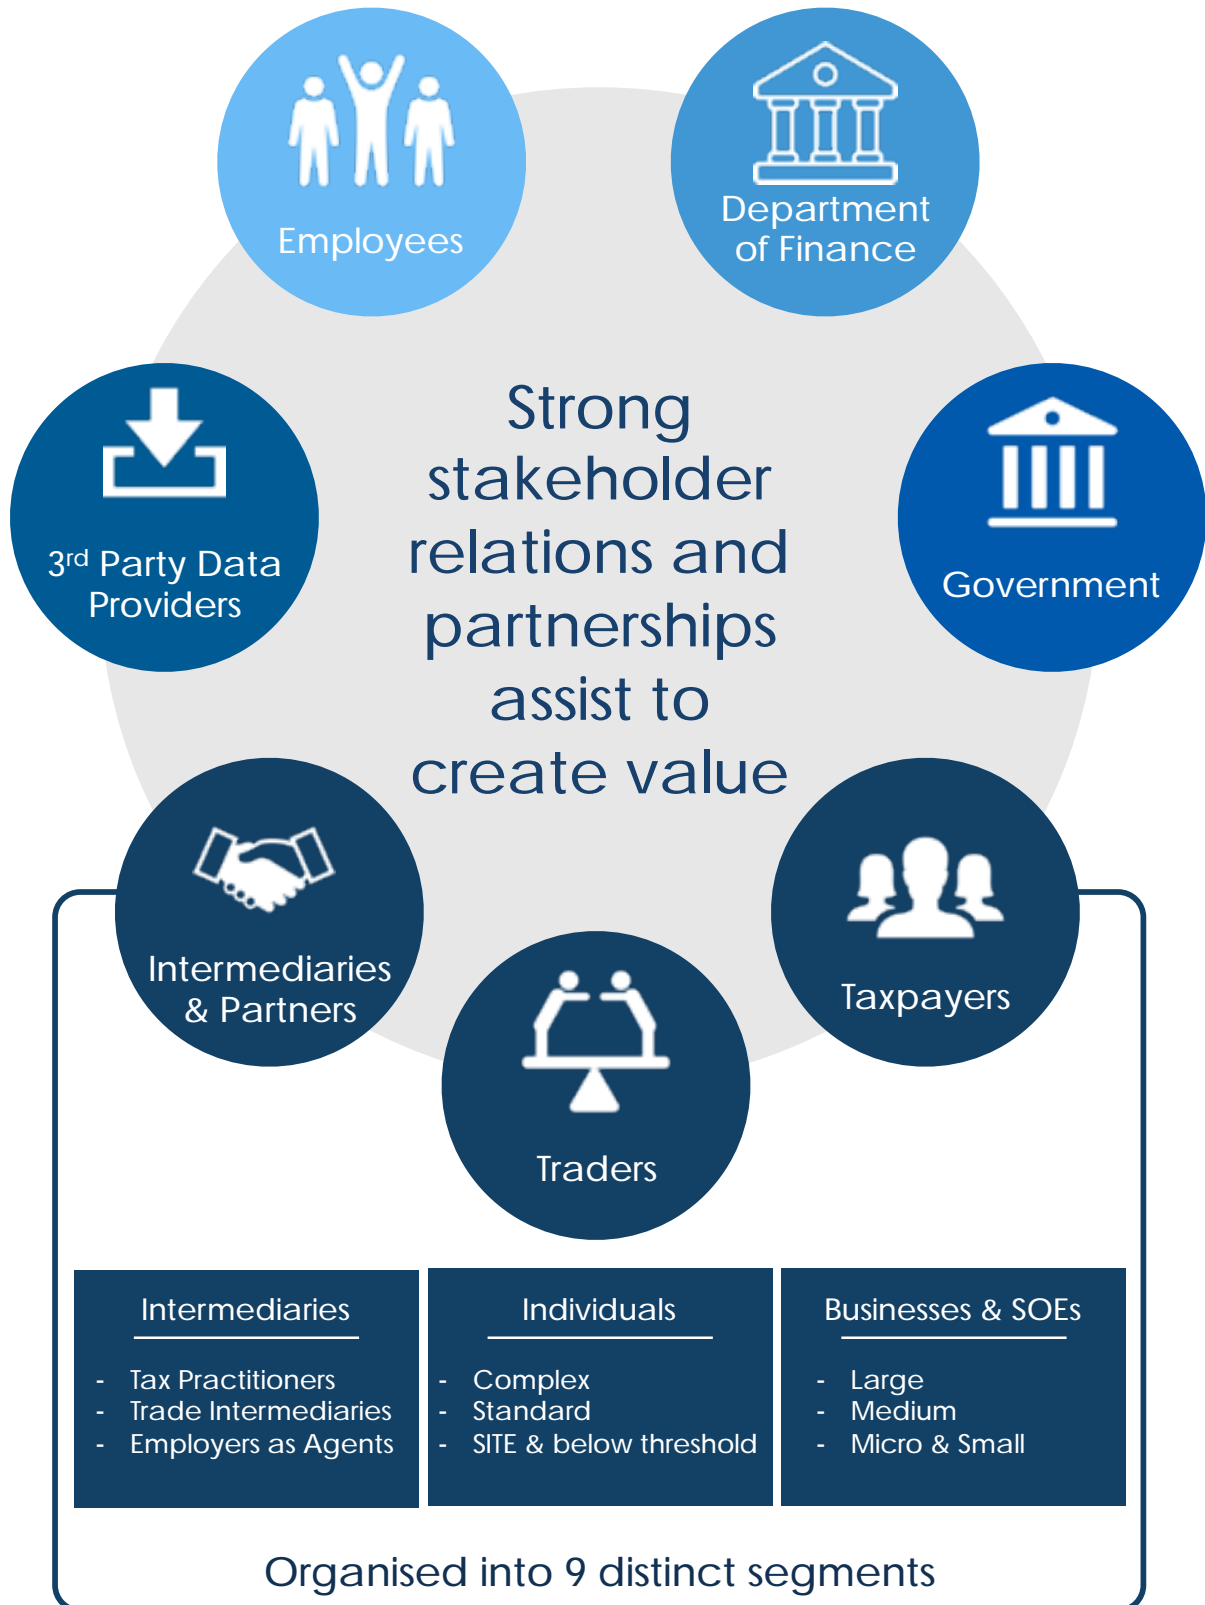 Employees
Department
of Finance
3rd Party Data
Providers
Strong
stakeholder
relations and
partnerships
assist to
create value
Government
Intermediaries
& Partners
Traders
Taxpayers
Intermediaries
- Tax Practitioners
- Trade Intermediaries
- Employers as Agents
Individuals
- Complex
- Standard
- SITE & below threshold
Businesses & SOEs
- Large
- Medium
- Micro & Small
Organised into 9 distinct segments